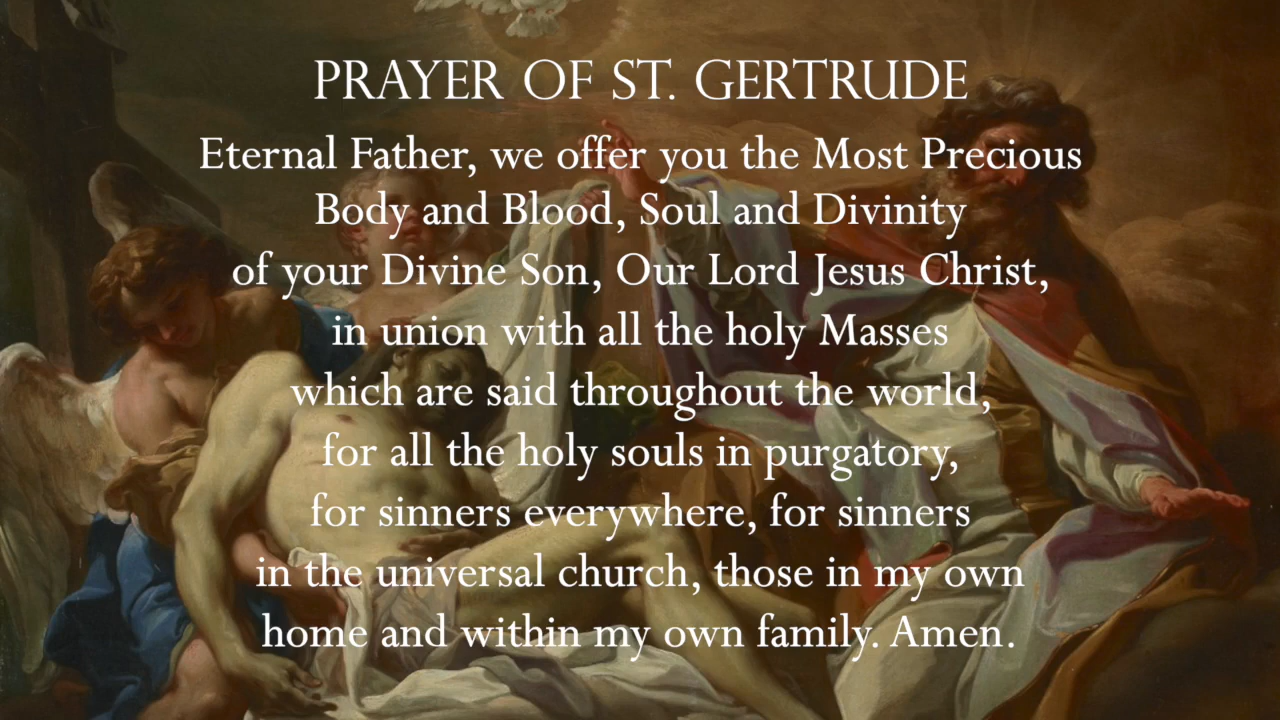 PRAYER OF ST. GERTRUDE
Eternal Father, we offer you the Most Precious
Body and Blood, Soul and Divinity
of your Divine Son, Our Lord Jesus Christ,
in union with all the holy Masses
which are said throughout the world,
for all the holy souls in purgatory,
for sinners everywhere, for sinners
in the universal church, those in my own
home and within my own family. Amen.